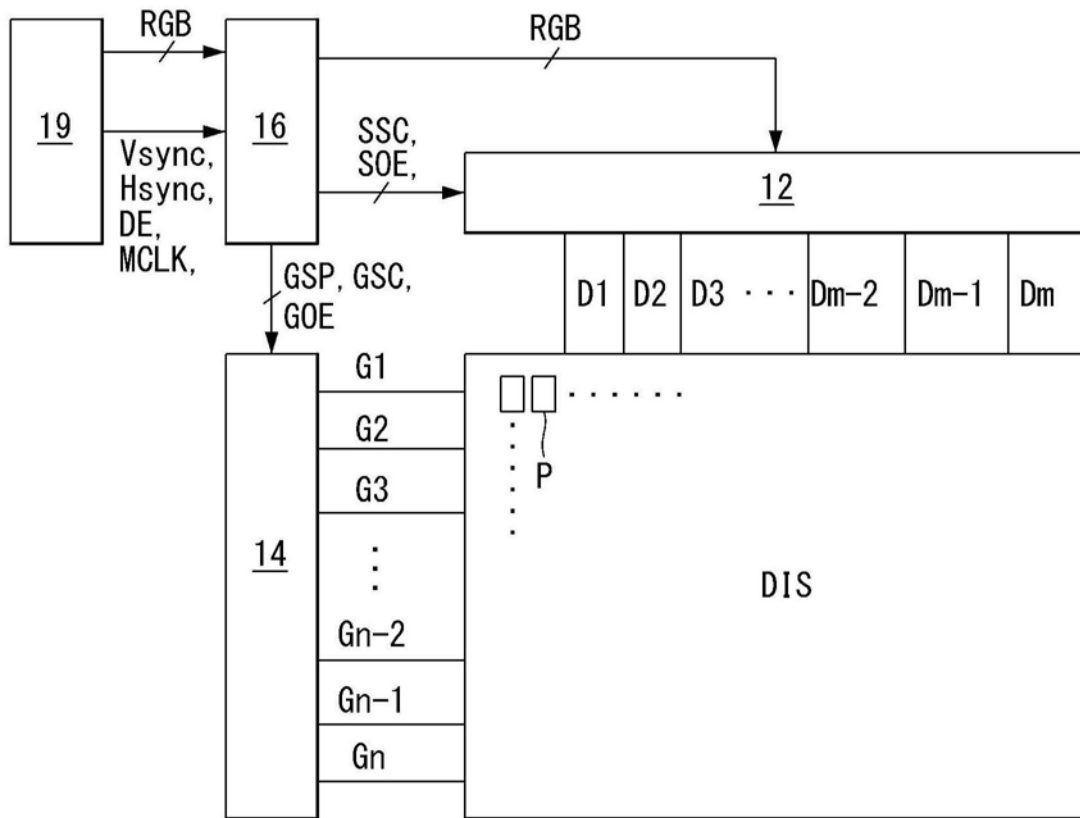 RGB
RGB
19
16
Vsync,
Hsync,
DE,
MCLK,
SSC,
SOE,
12
GSP, GSC,
GOE
D1 D2 D3 ··· Dm-2 Dm-1 Dm
G1
G2
G3
Gn-2
Gn-1
Gn
14
P
DIS